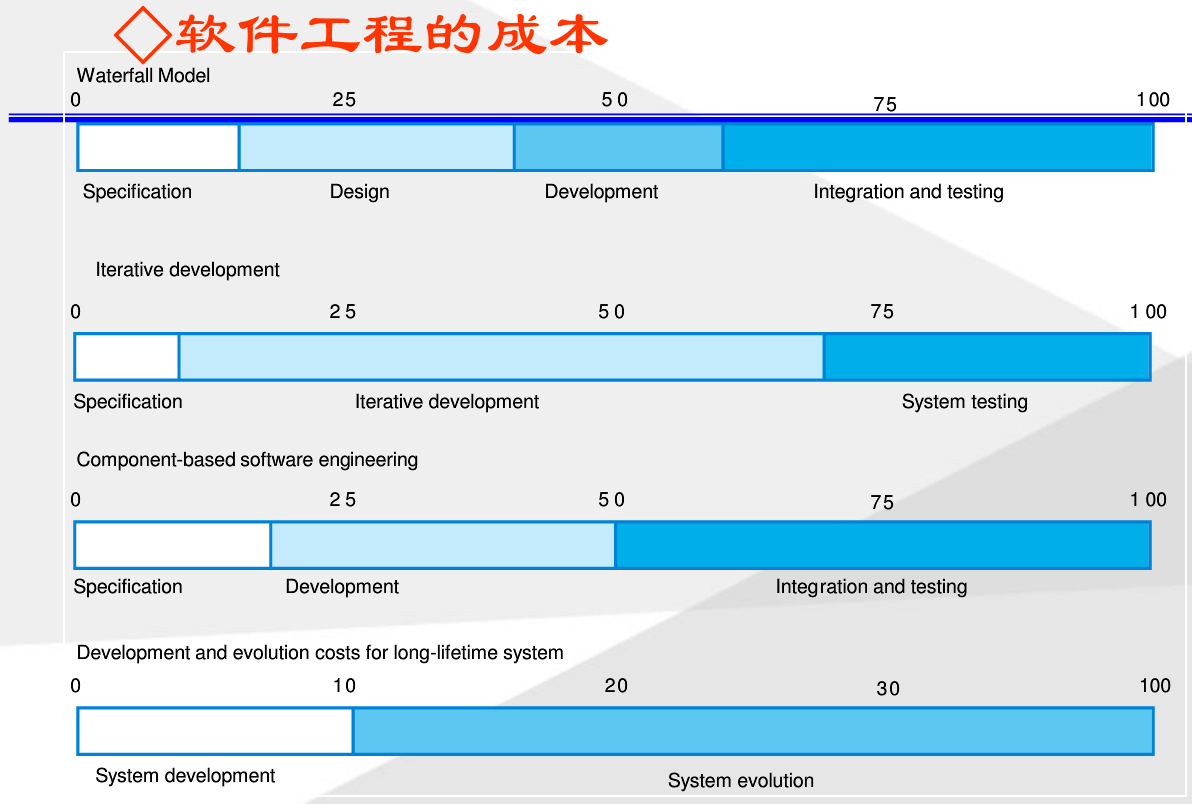 ◇软件工程的成本
Waterfall Model
0 25 50 75 100
Specification Design Development Integration and testing
Iterative development
0 25 50 75 100
Specification Iterative development System testing
Component-based software engineering
0 25 50 75 100
Specification Development Integration and testing
Development and evolution costs for long-lifetime system
0 10 20 30 100
System development System evolution